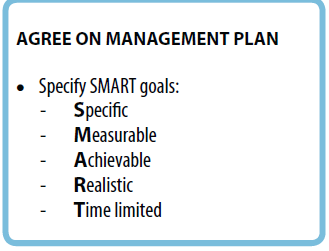 AGREE ON MANAGEMENT PLAN
• Specify SMART goals:
- Specific
- Measurable
- Achievable
- Realistic
- Time limited